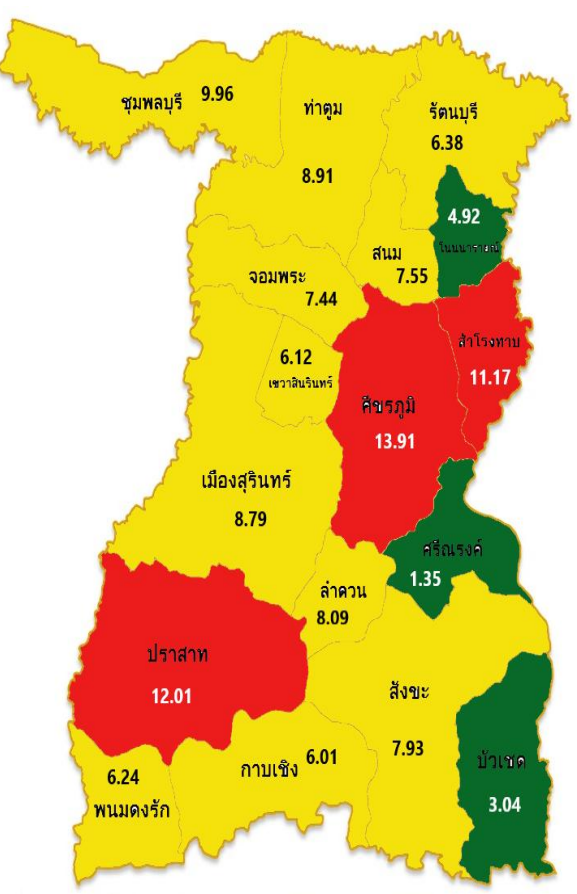 ชุมพลบุรี 9.96
ท่าตูม
8.91
รัตนบุรี
6.38
4.92
โนนนารายณ์
สนม
7.55
จอมพระ
7.44
6.12
เขวาสินรินทร์
สำโรงทาบ
11.17
ศีขรภูมิ
13.91
เมืองสุรินทร์
8.79
ศรีณรงค์
1.35
ลำดวน
8.09
ปราสาท
12.01
สังขะ
7.93
กาบเชิง 6.01
6.24
พนมดงรัก
บัวเชด
3.04